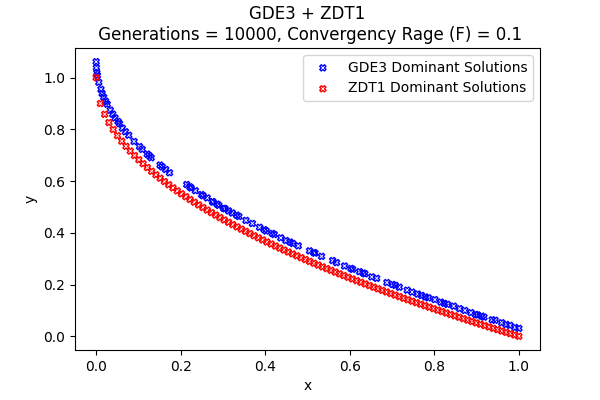 GDE3 + ZDT1
Generations = 10000, Convergency Rage (F) = 0.1
GDE3 Dominant Solutions
ZDT1 Dominant Solutions
y
1.0
0.8
0.6
0.4
0.2
0.0
0.0 0.2 0.4 0.6 0.8 1.0
x